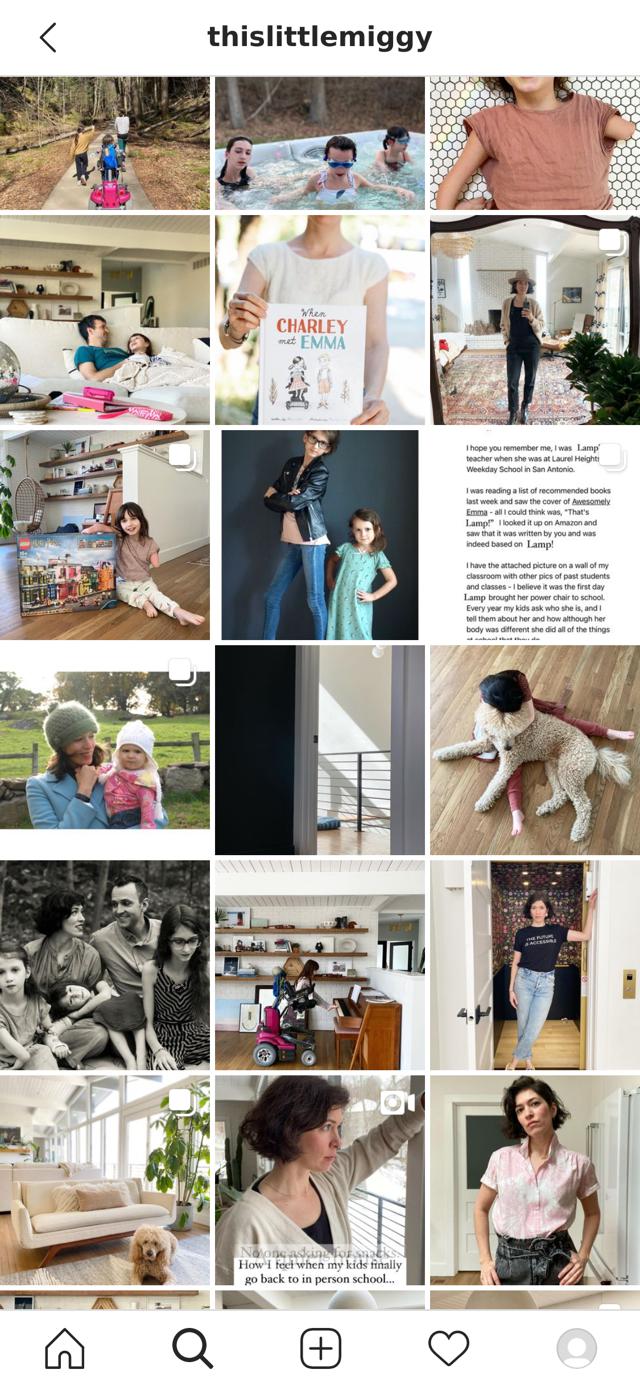 thislittlemiggy
When
CHARLEY
met EMMA
I hope you remember me, I was Lamp'
teacher when she was at Laurel Heights
Weekday School in San Antonio.
I was reading a list of recommended books
last week and saw the cover of Awesomely
Emma - all I could think was, "That's
Lamp!" I looked it up on Amazon and
saw that it was written by you and was
indeed based on Lamp!
I have the attached picture on a wall of my
classroom with other pics of past students
and classes - I believe it was the first day
Lamp brought her power chair to school.
Every year my kids ask who she is, and I
tell them about her and how although her
body was different she did all of the things
at school that they do
LEGO
THE FUTURE
IS ACCESSIBLE
No one asking for snacks.
How I feel when my kids finally
go back to in person school...